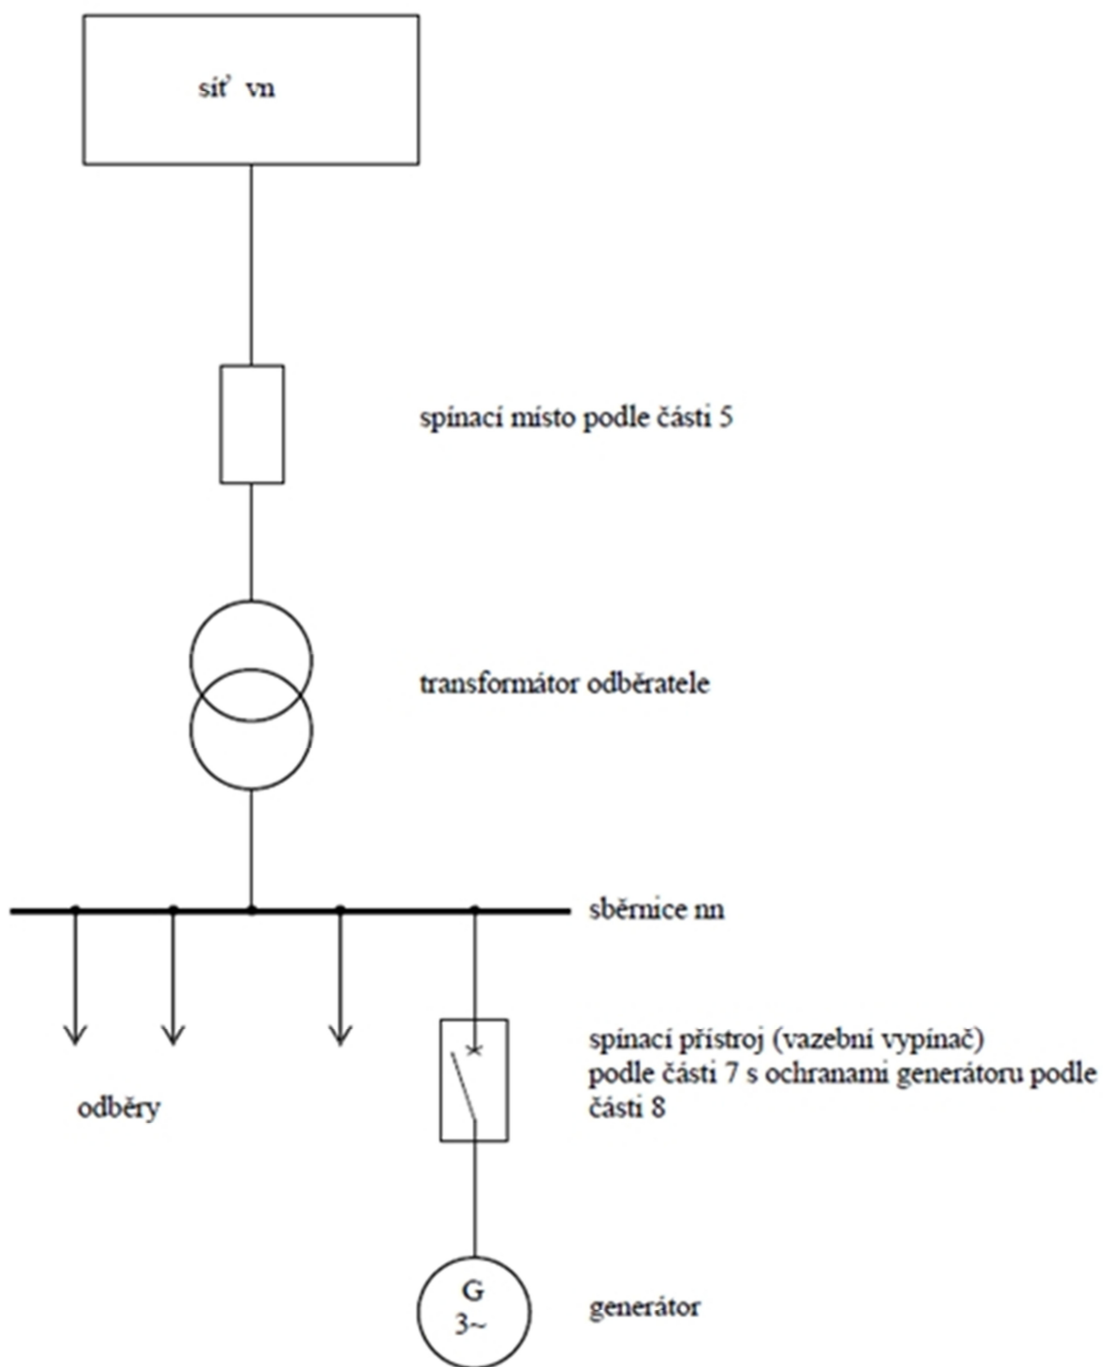 síť vn
spínací místo podle části 5
transformátor odběratele
sběrnice nn
spínací přístroj (vazební vypínač)
podle části 7 s ochranami generátoru podle
části 8
odběry
G
3~
generátor